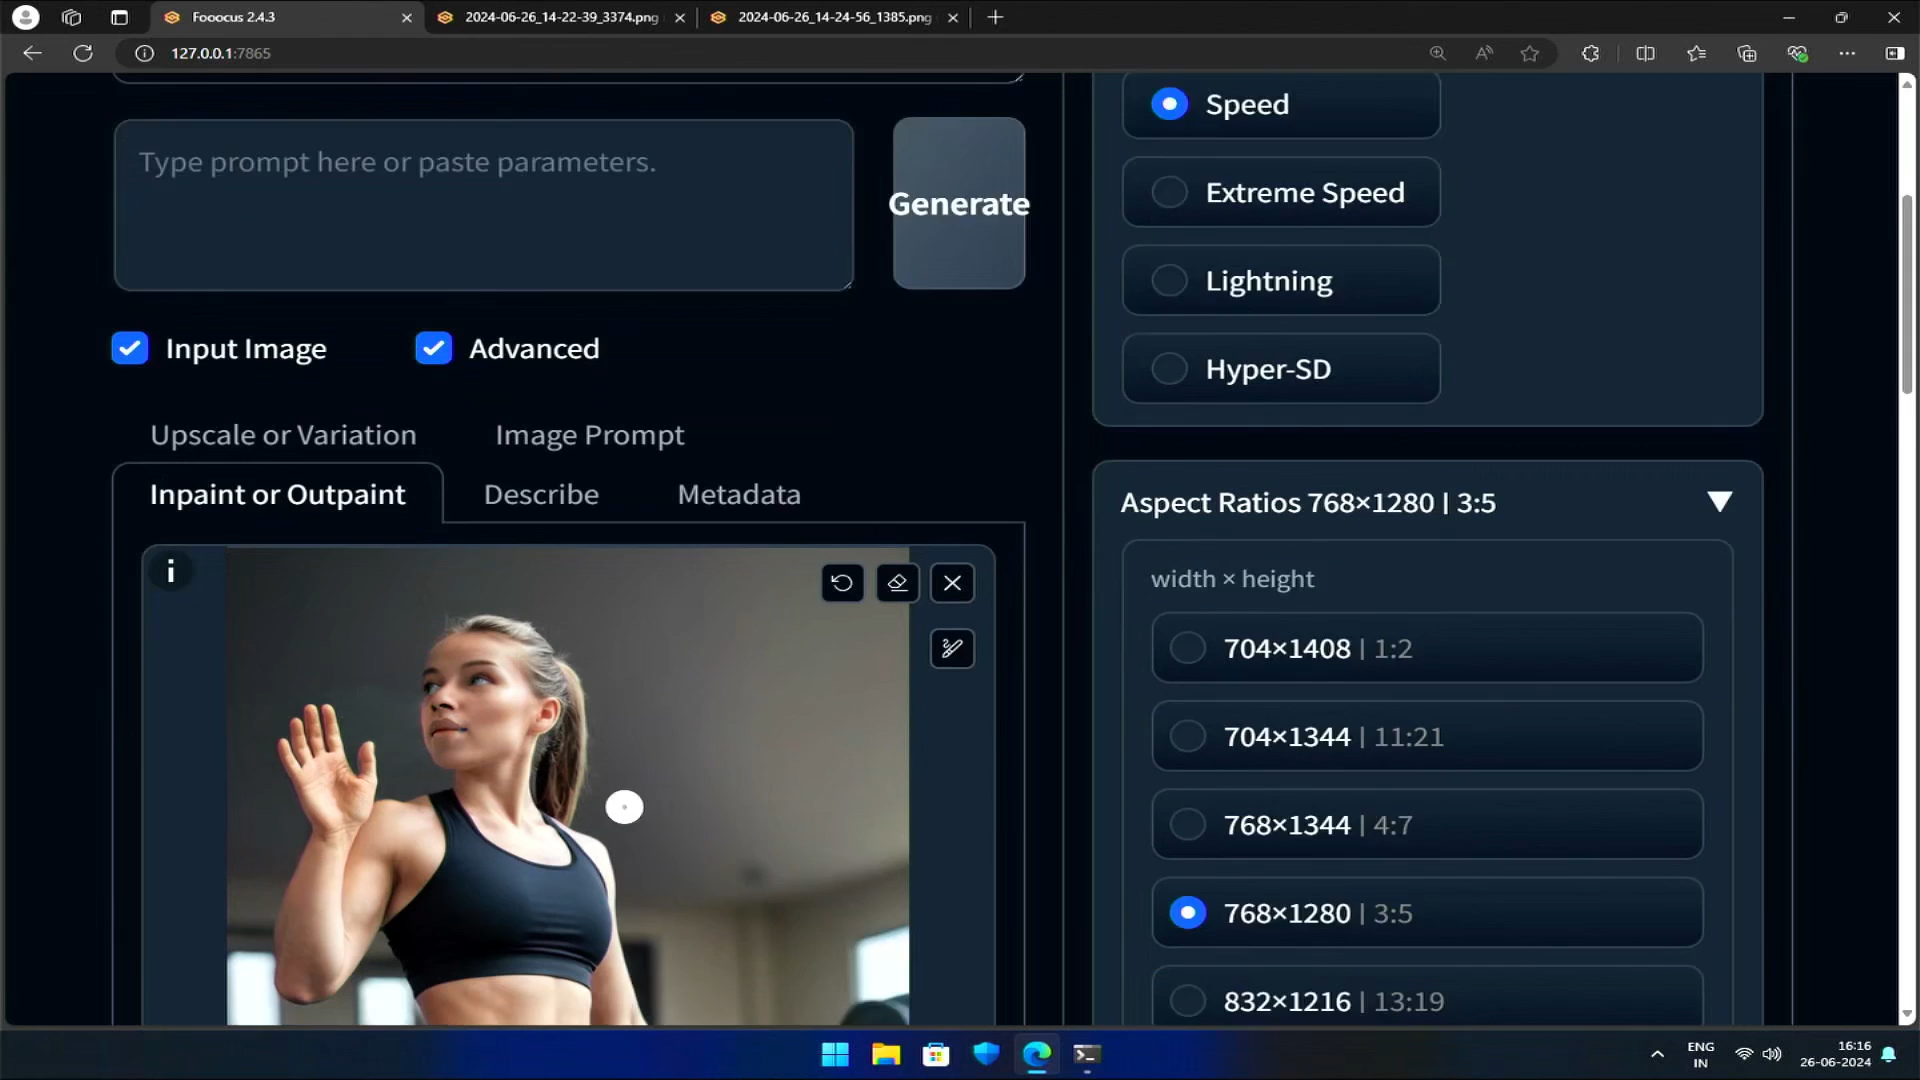 Fooocus 2.4.3
2024-06-26_14-22-39_3374.png
2024-06-26_14-24-56_1385.png
127.0.0.1:7865
Type prompt here or paste parameters.
Generate
Input Image
Advanced
Upscale or Variation
Image Prompt
Inpaint or Outpaint
Describe
Metadata
Speed
Extreme Speed
Lightning
Hyper-SD
Aspect Ratios 768×1280 | 3:5
width × height
704×1408 | 1:2
704×1344 | 11:21
768×1344 | 4:7
768×1280 | 3:5
832×1216 | 13:19
ENG
IN
16:16
26-06-2024